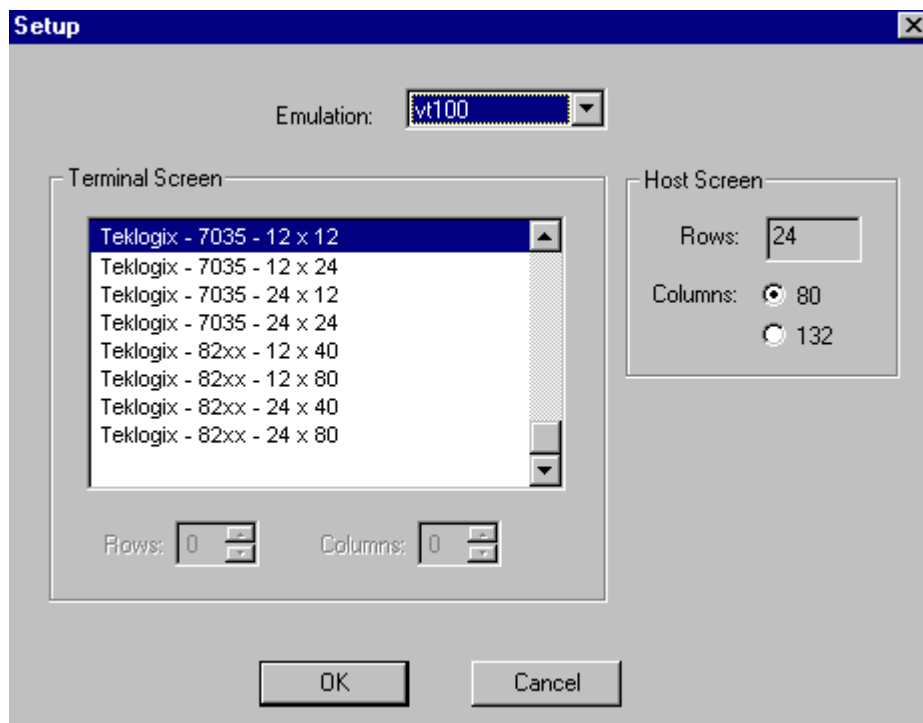 Setup
Emulation: vt100
Terminal Screen
Teklogix - 7035 - 12 x 12
Teklogix - 7035 - 12 x 24
Teklogix - 7035 - 24 x 12
Teklogix - 7035 - 24 x 24
Teklogix - 82xx - 12 x 40
Teklogix - 82xx - 12 x 80
Teklogix - 82xx - 24 x 40
Teklogix - 82xx - 24 x 80
Rows: 0 Columns: 0
Host Screen
Rows: 24
Columns: 80
132
OK Cancel